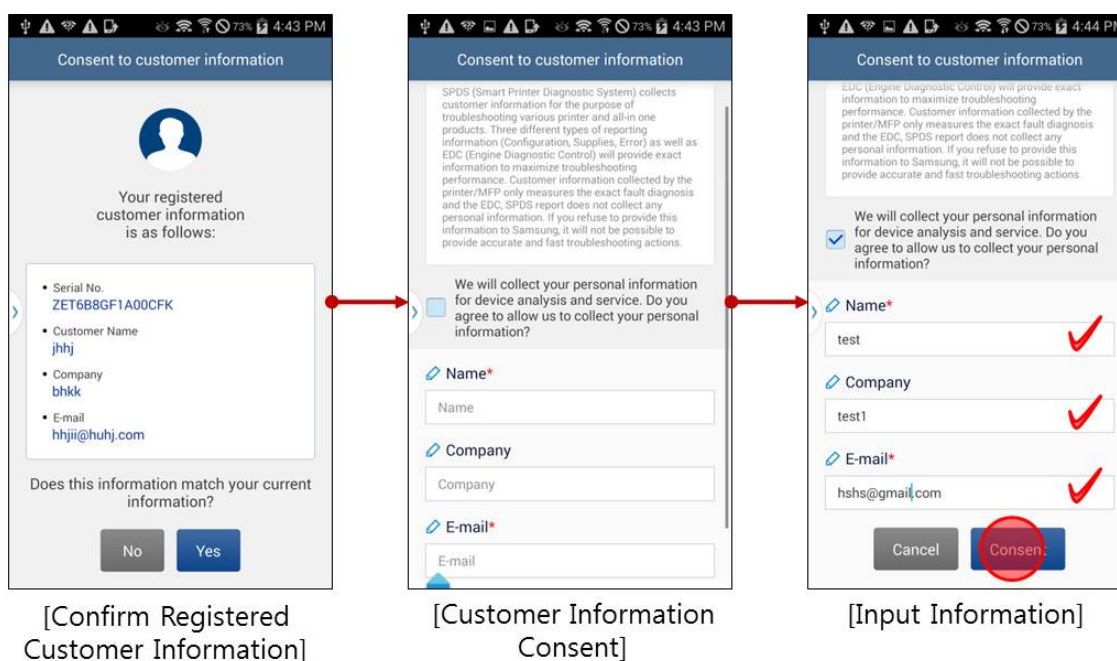 73% 4:43 PM
Consent to customer information
Your registered
customer information
is as follows:
• Serial No.
ZET6B8GF1A00CFK
• Customer Name
jhhj
• Company
bhkk
• E-mail
hhjii@huhj.com
Does this information match your current
information?
No
Yes
[Confirm Registered
Customer Information]
73% 4:43 PM
Consent to customer information
SPDS (Smart Printer Diagnostic System) collects
customer information for the purpose of
troubleshooting various printer and all-in one
products. Three different types of reporting
information (Configuration, Supplies, Error) as well as
EDC (Engine Diagnostic Control) will provide exact
information to maximize troubleshooting
performance. Customer information collected by the
printer/MFP only measures the exact fault diagnosis
and the EDC, SPDS report does not collect any
personal information. If you refuse to provide this
information to Samsung, it will not be possible to
provide accurate and fast troubleshooting actions.
We will collect your personal information
for device analysis and service. Do you
agree to allow us to collect your personal
information?
Name*
Name
Company
Company
E-mail*
E-mail
[Customer Information
Consent]
73% 4:44 PM
Consent to customer information
EDC (Engine Diagnostic Control) will provide exact
information to maximize troubleshooting
performance. Customer information collected by the
printer/MFP only measures the exact fault diagnosis
and the EDC, SPDS report does not collect any
personal information. If you refuse to provide this
information to Samsung, it will not be possible to
provide accurate and fast troubleshooting actions.
We will collect your personal information
for device analysis and service. Do you
agree to allow us to collect your personal
information?
Name*
test
Company
test1
E-mail*
hshs@gmail.com
Cancel
Consent
[Input Information]